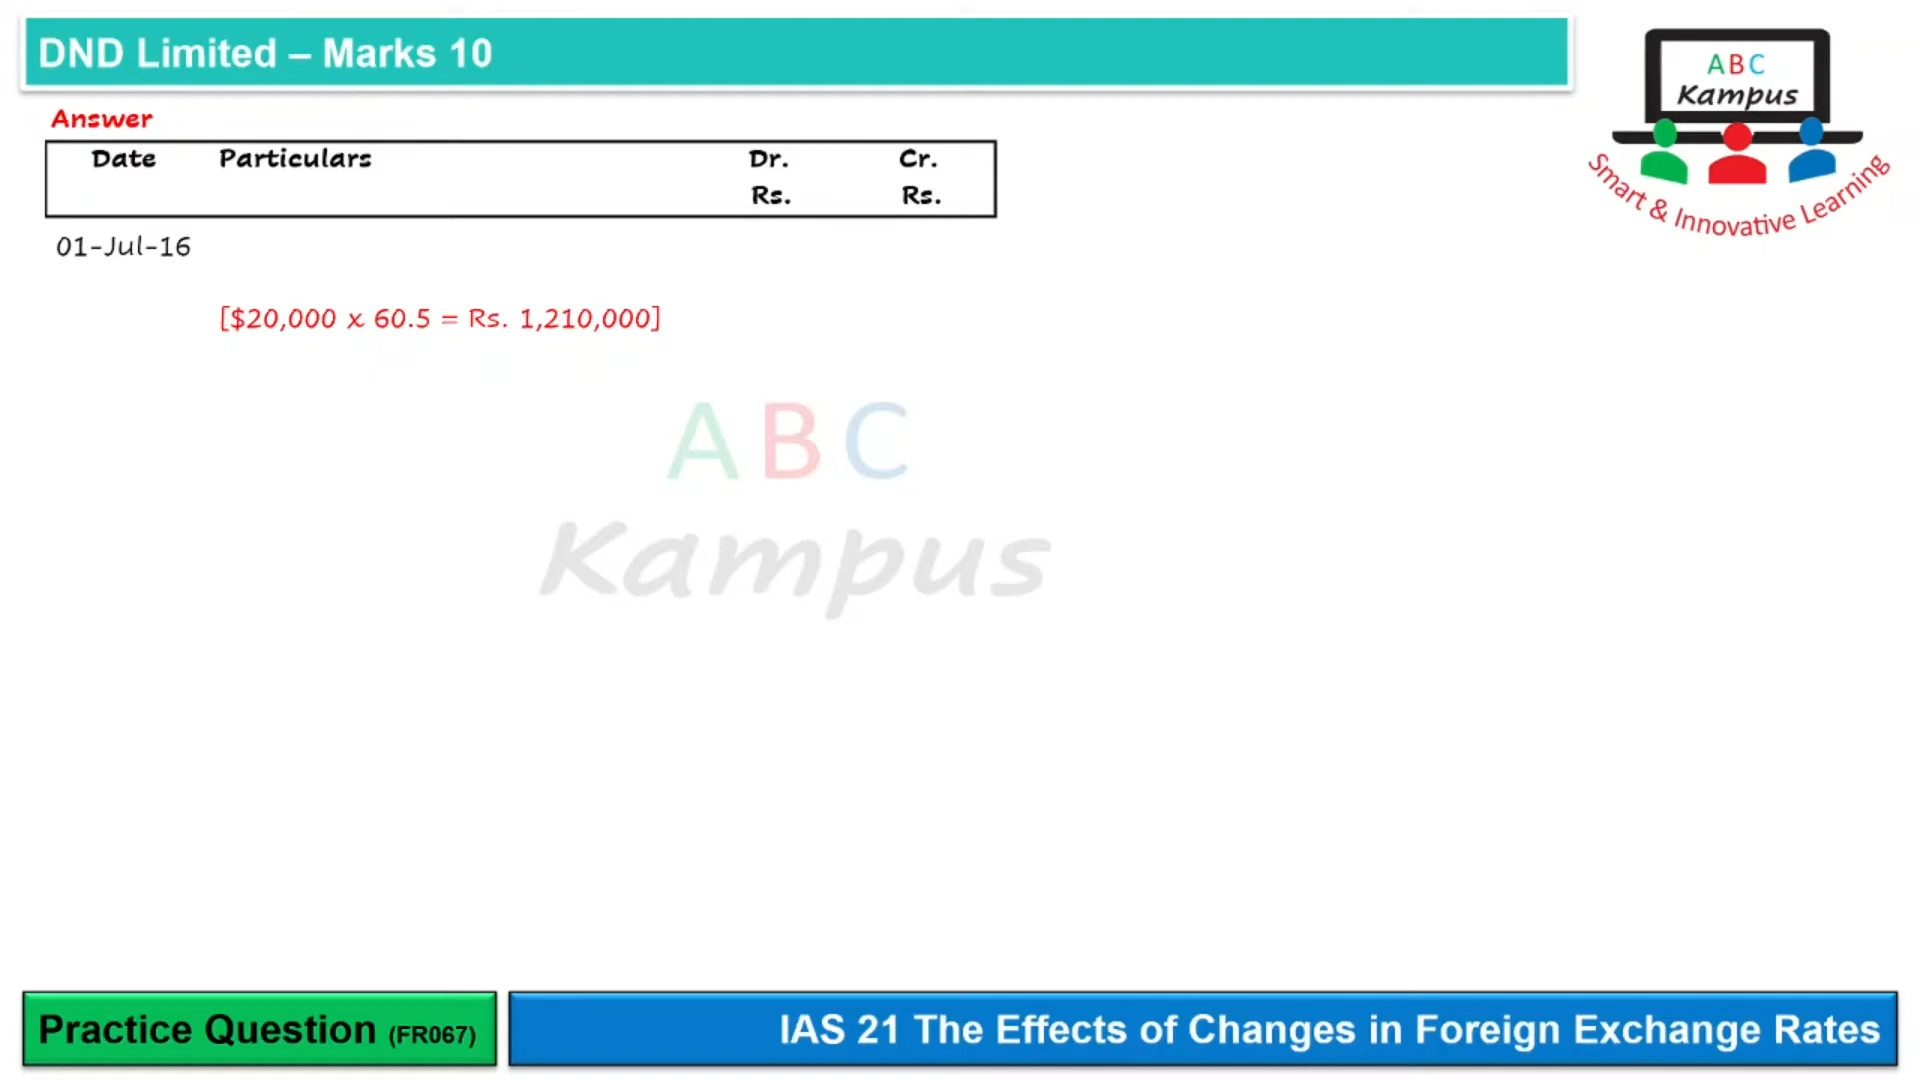 DND Limited – Marks 10
ABC
Kampus
Smart & Innovative Learning
Answer
Date Particulars Dr. Cr.
Rs. Rs.
01-Jul-16
[$20,000 x 60.5 = Rs. 1,210,000]
ABC
Kampus
Practice Question (FR067)
IAS 21 The Effects of Changes in Foreign Exchange Rates